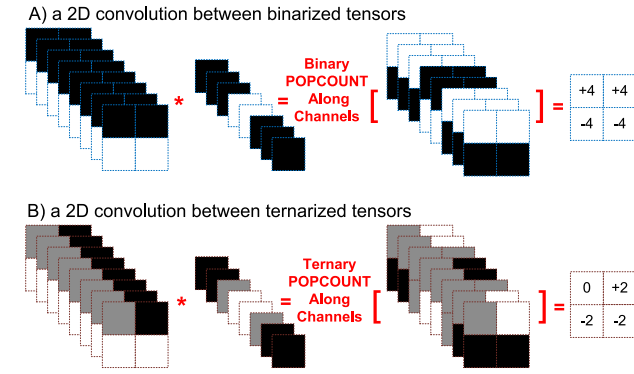 A) a 2D convolution between binarized tensors
* = Binary
POPCOUNT
Along
Channels [ ] =
+4 +4
-4 -4
B) a 2D convolution between ternarized tensors
* = Ternary
POPCOUNT
Along
Channels [ ] =
0 +2
-2 -2